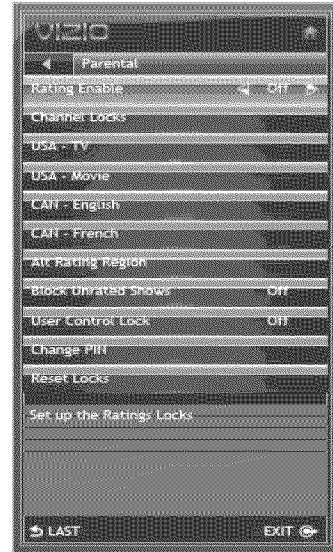 VIZIO
Parental
Rating Enable Off
Channel Locks
USA - TV
USA - Movie
CAN - English
CAN - French
Alt Rating Region
Block Unrated Shows Off
User Control Lock Off
Change PIN
Reset Locks
Set up the Ratings Locks
LAST EXIT